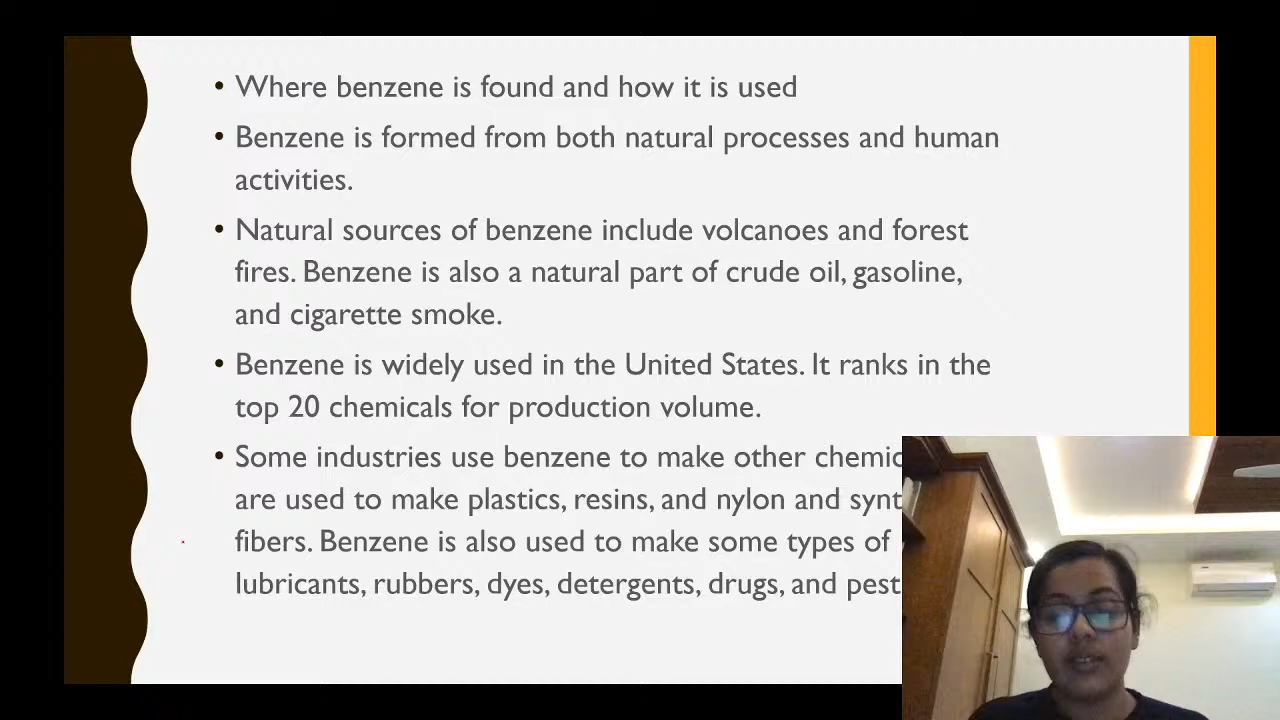 • Where benzene is found and how it is used
• Benzene is formed from both natural processes and human
activities.
• Natural sources of benzene include volcanoes and forest
fires. Benzene is also a natural part of crude oil, gasoline,
and cigarette smoke.
• Benzene is widely used in the United States. It ranks in the
top 20 chemicals for production volume.
• Some industries use benzene to make other
are used to make plastics, resins, and nylon and
fibers. Benzene is also used to make some types of
lubricants, rubbers, dyes, detergents, drugs, and